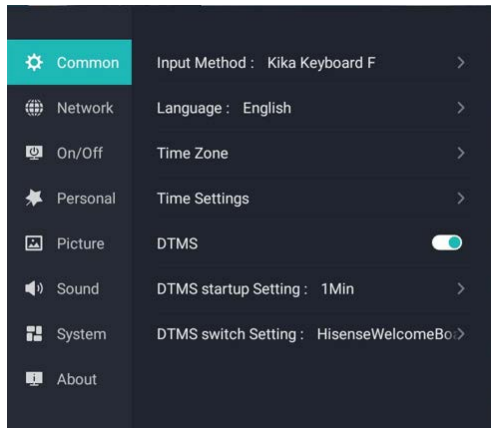 Common
Network
On/Off
Personal
Picture
Sound
System
About
Input Method : Kika Keyboard F
Language : English
Time Zone
Time Settings
DTMS
DTMS startup Setting : 1Min
DTMS switch Setting : HisenseWelcomeBo